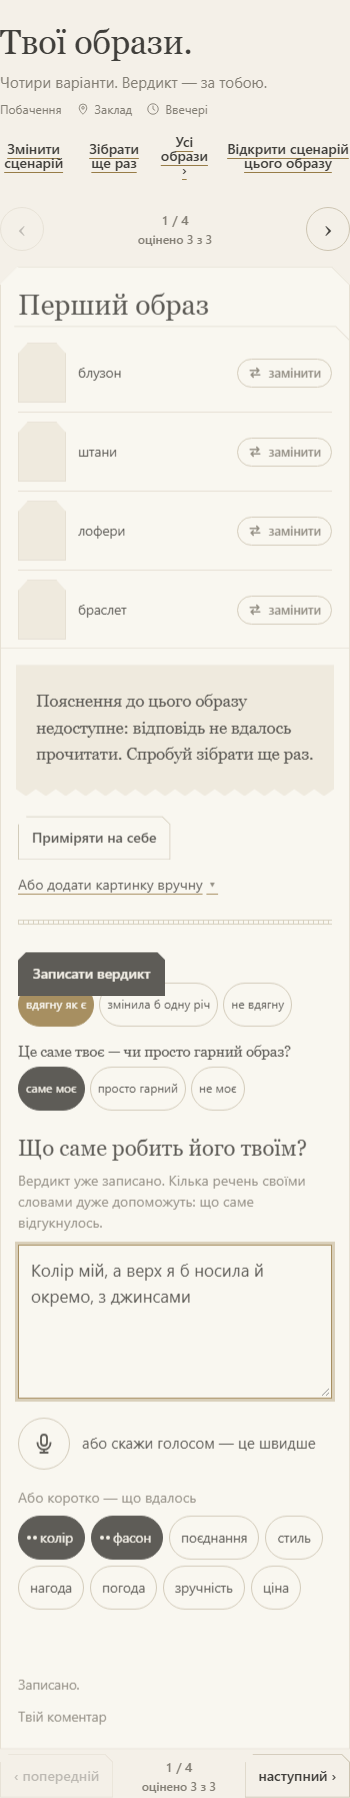 Твої образи.
Чотири варіанти. Вердикт — за тобою.
Побачення Заклад Ввечері
Змінити сценарій
Зібрати ще раз
Усі образи ›
Відкрити сценарій цього образу
‹
1 / 4
оцінено 3 з 3
›
Перший образ
блузон
замінити
штани
замінити
лофери
замінити
браслет
замінити
Пояснення до цього образу
недоступне: відповідь не вдалось
прочитати. Спробуй зібрати ще раз.
Приміряти на себе
Або додати картинку вручну
Записати вердикт
вдягну як є
змінила б одну річ
не вдягну
Це саме твоє — чи просто гарний образ?
саме моє
просто гарний
не моє
Що саме робить його твоїм?
Вердикт уже записано. Кілька речень своїми
словами дуже допоможуть: що саме
відгукнулось.
Колір мій, а верх я б носила й
окремо, з джинсами
або скажи голосом — це швидше
Або коротко — що вдалось
колір
фасон
поєднання
стиль
нагода
погода
зручність
ціна
Записано.
Твій коментар
‹ попередній
1 / 4
оцінено 3 з 3
наступний ›